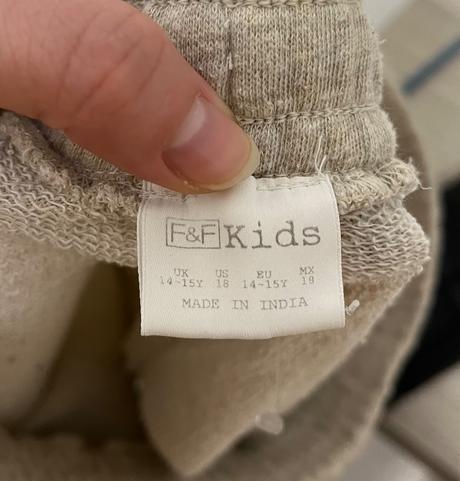 F&F Kids
UK US EU MX
14-15Y 18 14-15Y 18
MADE IN INDIA